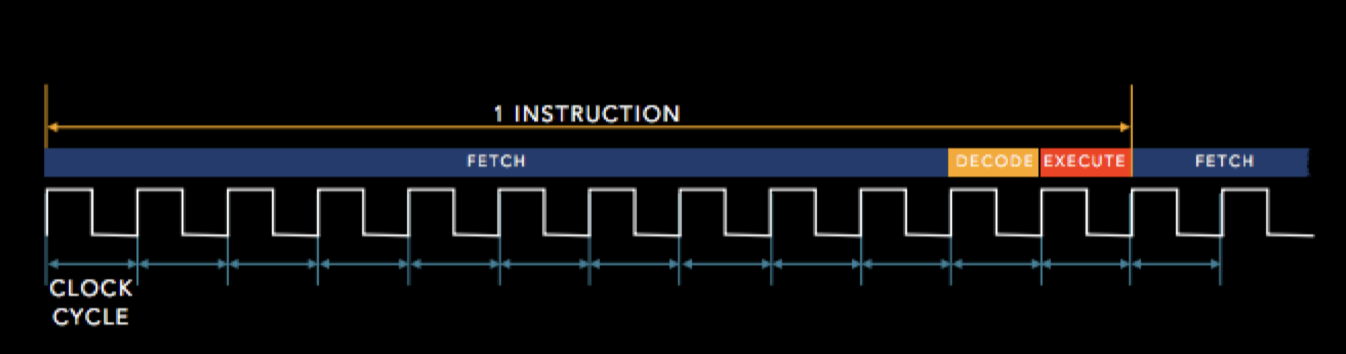 1 INSTRUCTION
FETCH DECODE EXECUTE FETCH
CLOCK
CYCLE